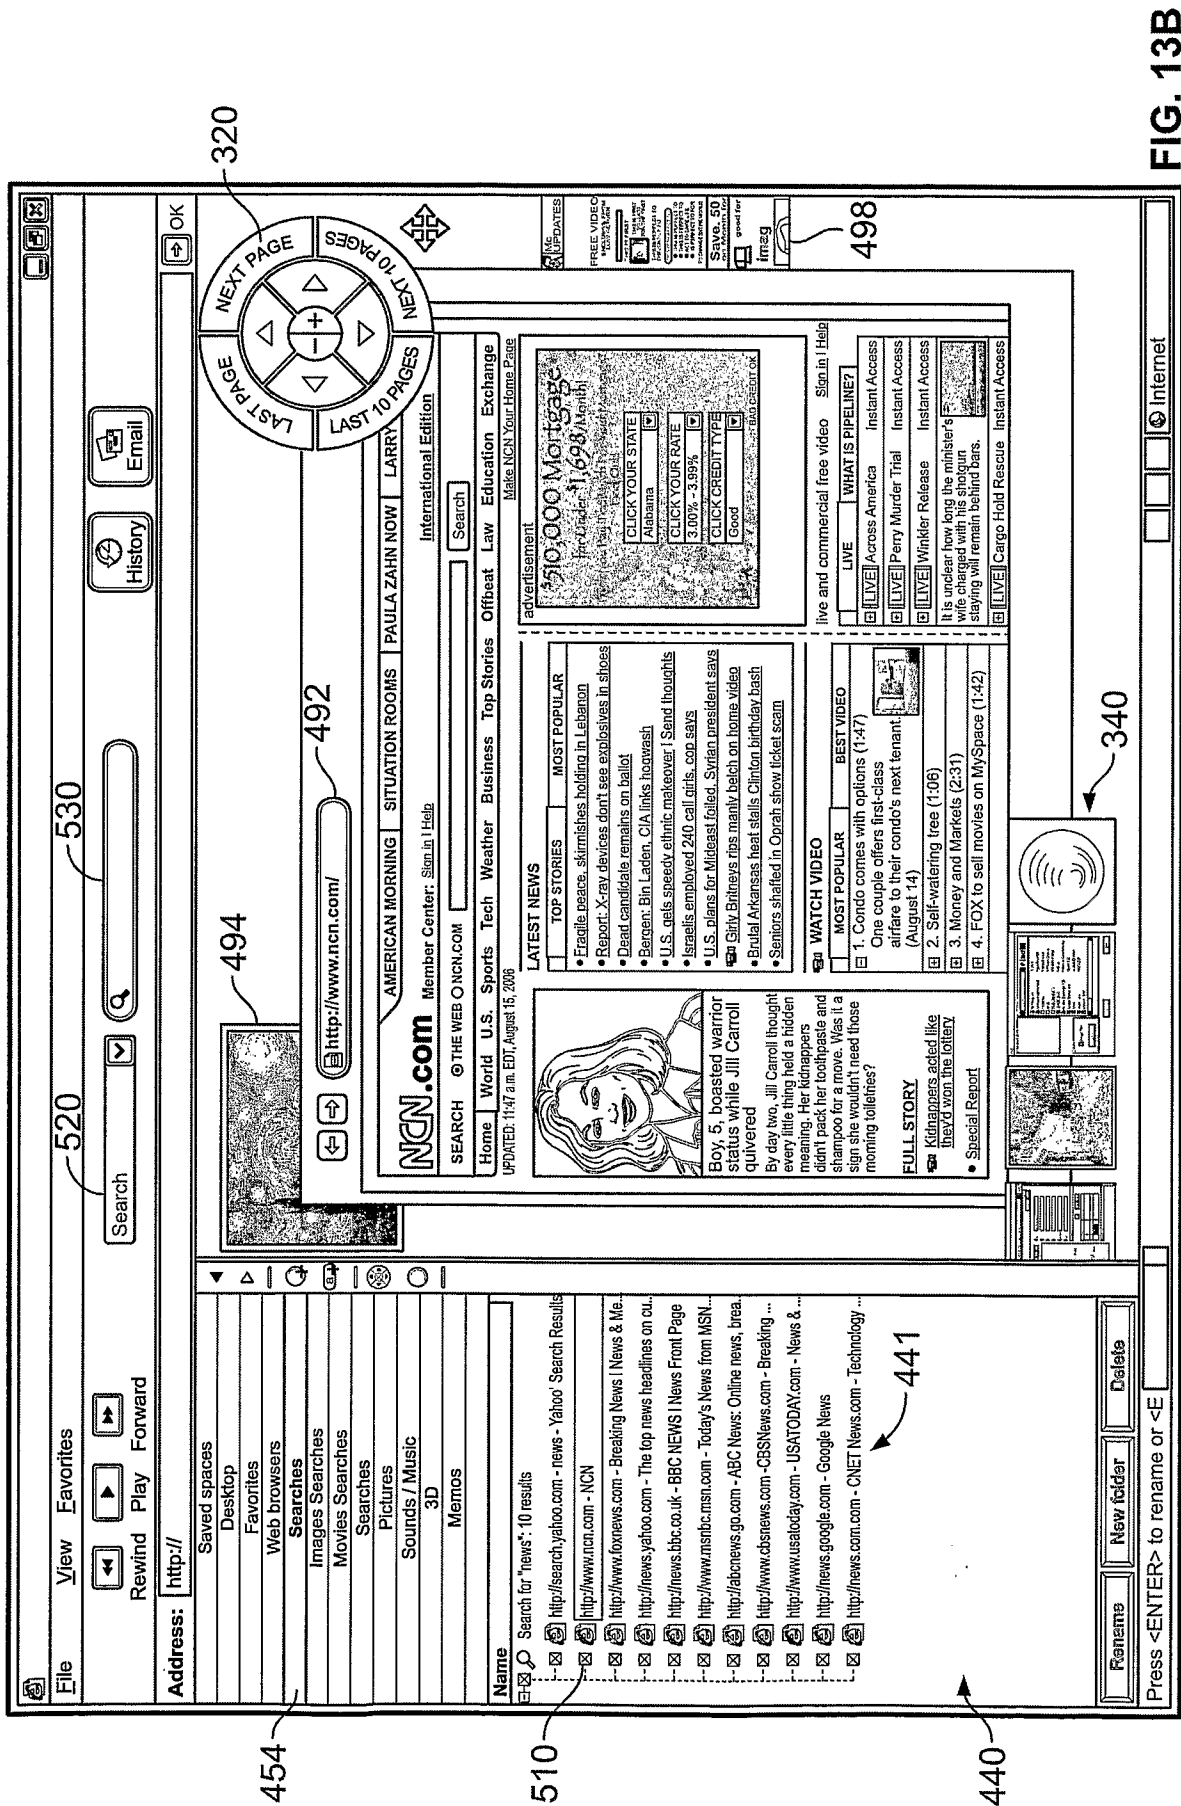 File View Favorites
Rewind Play Forward
520
Search
530
History
Email
Address: http://
OK
320
LAST PAGE
NEXT PAGE
LAST 10 PAGES
NEXT 10 PAGES
454
Saved spaces
Desktop
Favorites
Web browsers
Searches
Images Searches
Movies Searches
Searches
Pictures
Sounds / Music
3D
Memos
Name
Search for "news": 10 results
http://search.yahoo.com - news - Yahoo' Search Results
510
http://www.ncn.com - NCN
http://www.foxnews.com - Breaking News I News & Me...
http://news.yahoo.com - The top news headlines on cu..
http://news.bbc.co.uk - BBC NEWS I News Front Page
http://www.msnbc.msn.com - Today's News from MSN...
http://abcnews.go.com - ABC News: Online news, brea..
http://www.cbsnews.com -CBSNews.com - Breaking ...
http://www.usatoday.com - USATODAY.com - News & ..
http://news.google.com - Google News
http://news.com.com - CNET News.com - Technology ...
441
440
Rename
New folder
Delete
Press <ENTER> to rename or <E
Internet
494
492
http://www.ncn.com/
AMERICAN MORNING SITUATION ROOMS PAULA ZAHN NOW LARRY
NCN.com Member Center: Sign in I Help
International Edition
SEARCH THE WEB NCN.COM
Search
Home World U.S. Sports Tech Weather Business Top Stories Offbeat Law Education Exchange
UPDATED: 11:47 a.m. EDT, August 15, 2006
Make NCN Your Home Page
Boy, 5, boasted warrior
status while Jill Carroll
quivered
By day two, Jill Carroll thought
every little thing held a hidden
meaning. Her kidnappers
didn't pack her toothpaste and
shampoo for a move. Was it a
sign she wouldn't need those
morning toiletries?
FULL STORY
Kidnappers acted like
they'd won the lottery
• Special Report
LATEST NEWS
TOP STORIES MOST POPULAR
• Fragile peace, skirmishes holding in Lebanon
• Report: X-ray devices don't see explosives in shoes
• Dead candidate remains on ballot
• Bergen: Bin Laden, CIA links hogwash
• U.S. gets speedy ethnic makeover I Send thoughts
• Israelis employed 240 call girls, cop says
• U.S. plans for Mideast foiled, Syrian president says
Girly Britneys rips manly belch on home video
• Brutal Arkansas heat stalls Clinton birthday bash
• Seniors shafted in Oprah show ticket scam
WATCH VIDEO
live and commercial free video Sign in I Help
MOST POPULAR BEST VIDEO
1. Condo comes with options (1:47)
One couple offers first-class
airfare to their condo's next tenant.
(August 14)
2. Self-watering tree (1:06)
3. Money and Markets (2:31)
4. FOX to sell movies on MySpace (1:42)
advertisement
$510,000 Mortgage
for Under $1,698/Month!
CLICK YOUR STATE
Alabama
CLICK YOUR RATE
3.00% - 3.99%
CLICK CREDIT TYPE
Good
BAD CREDIT OK
LIVE WHAT IS PIPELINE?
LIVE Across America Instant Access
LIVE Perry Murder Trial Instant Access
LIVE Winkler Release Instant Access
It is unclear how long the minister's
wife charged with his shotgun
staying will remain behind bars.
LIVE Cargo Hold Rescue Instant Access
UPDATES
FREE VIDEO
Save. 50
good for
imag
498
340
FIG. 13B